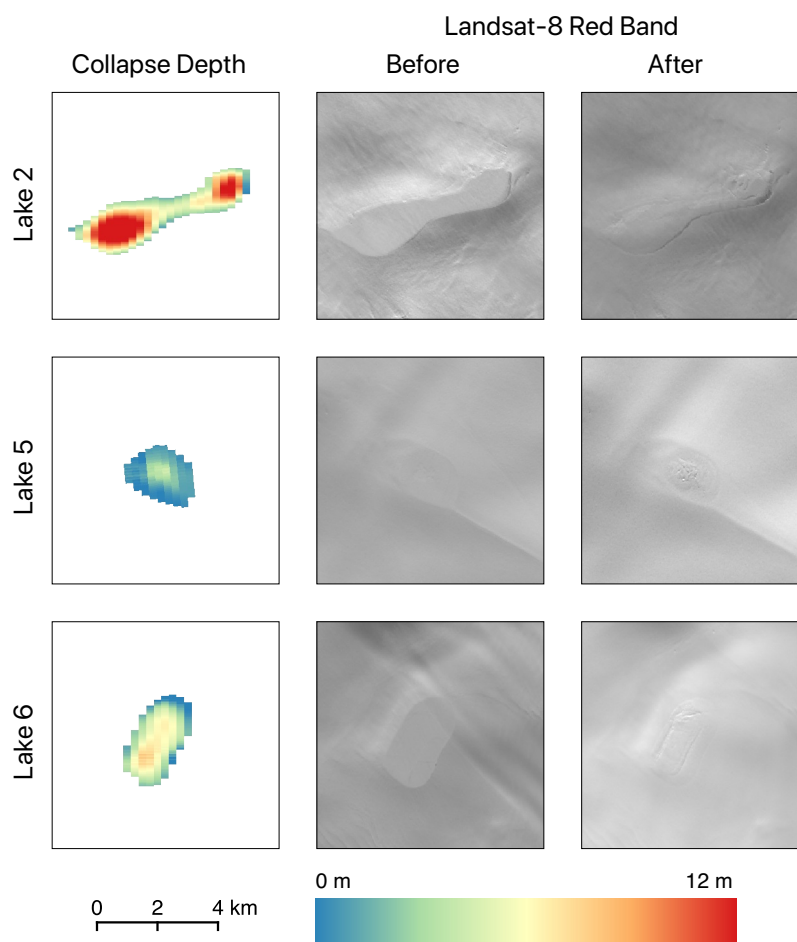 Landsat-8 Red Band
Collapse Depth Before After
Lake 2
Lake 5
Lake 6
0 m 12 m
0 2 4 km